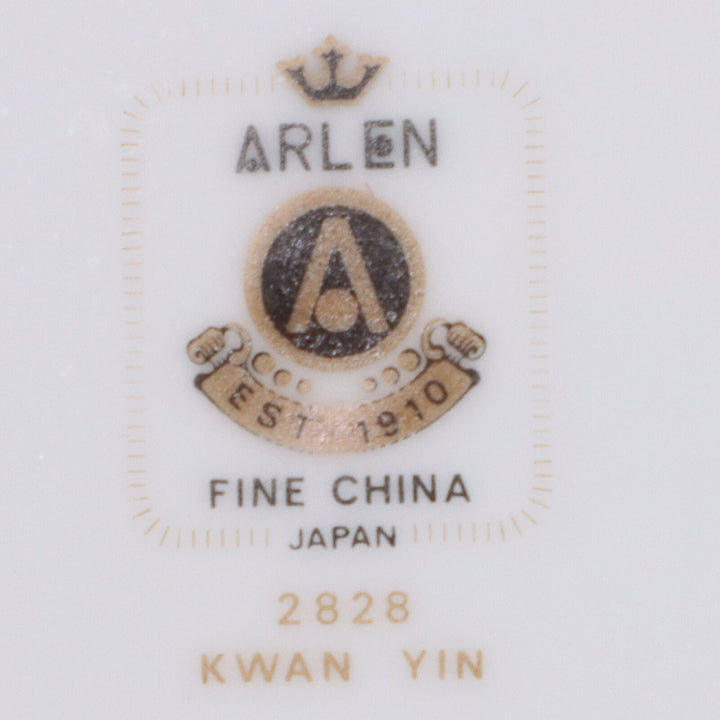 ARLEN
A
EST. 1910
FINE CHINA
JAPAN
2828
KWAN YIN